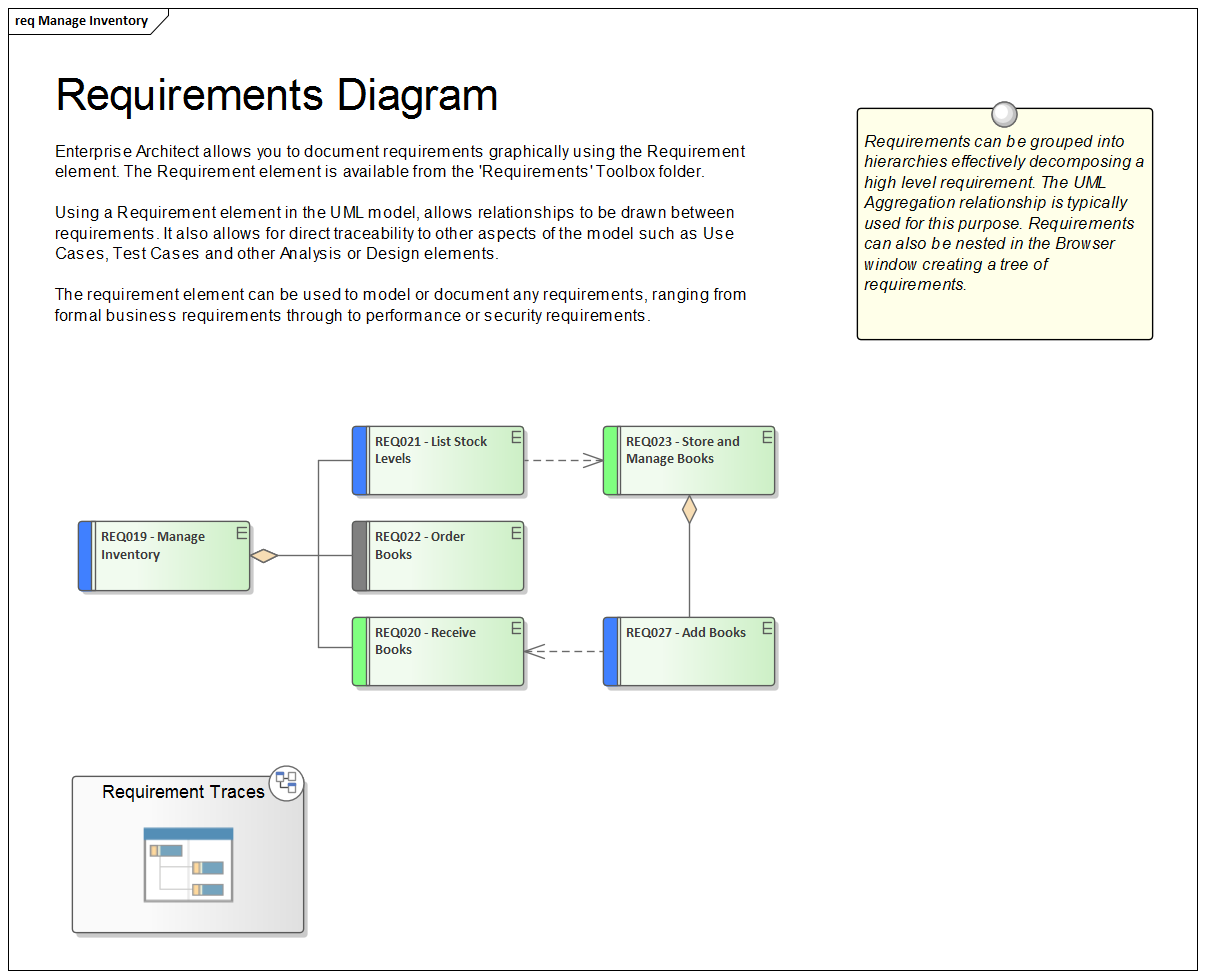 req Manage Inventory
Requirements Diagram
Enterprise Architect allows you to document requirements graphically using the Requirement
element. The Requirement element is available from the 'Requirements' Toolbox folder.
Using a Requirement element in the UML model, allows relationships to be drawn between
requirements. It also allows for direct traceability to other aspects of the model such as Use
Cases, Test Cases and other Analysis or Design elements.
The requirement element can be used to model or document any requirements, ranging from
formal business requirements through to performance or security requirements.
Requirements can be grouped into
hierarchies effectively decomposing a
high level requirement. The UML
Aggregation relationship is typically
used for this purpose. Requirements
can also be nested in the Browser
window creating a tree of
requirements.
REQ021 - List Stock
Levels
REQ023 - Store and
Manage Books
REQ019 - Manage
Inventory
REQ022 - Order
Books
REQ020 - Receive
Books
REQ027 - Add Books
Requirement Traces